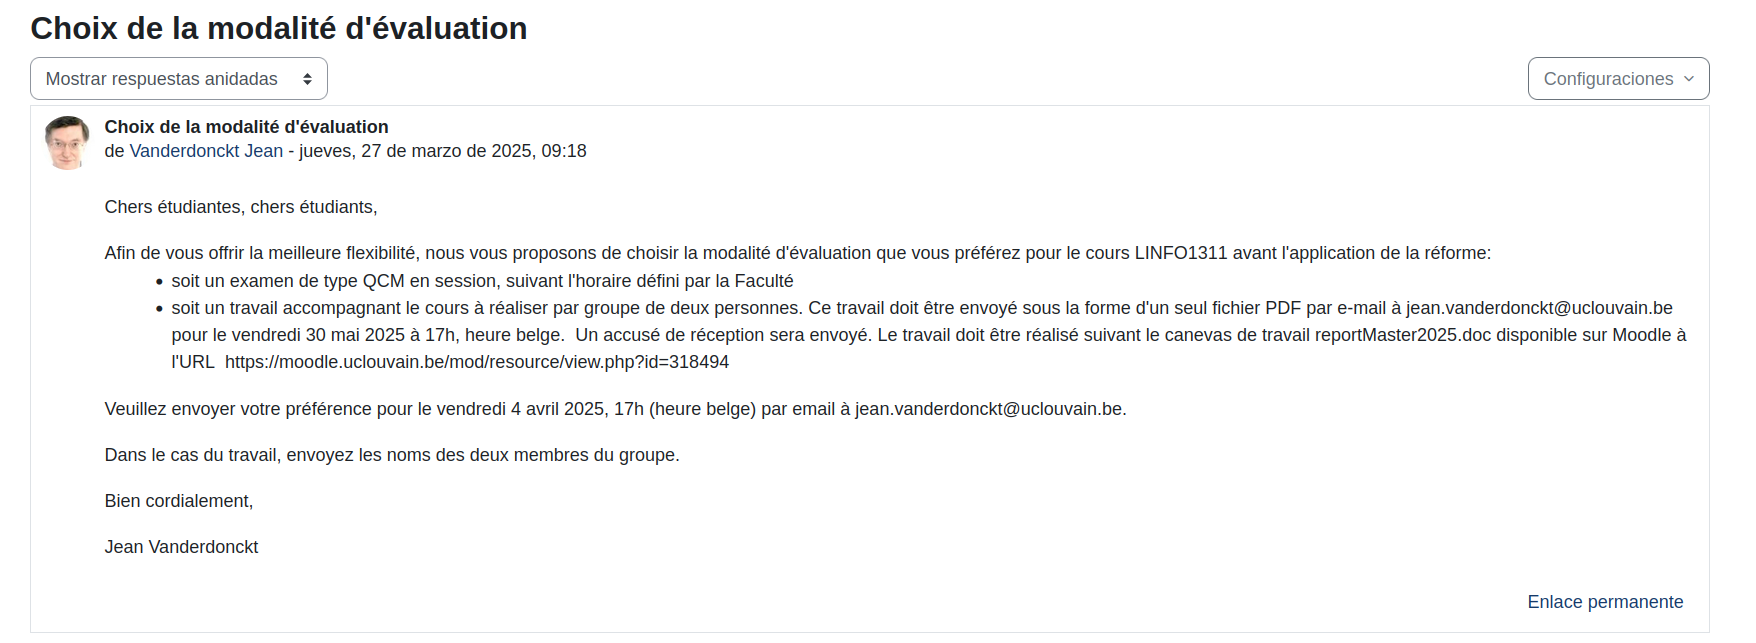 Choix de la modalité d'évaluation
Mostrar respuestas anidadas
Configuraciones
Choix de la modalité d'évaluation
de Vanderdonckt Jean - jueves, 27 de marzo de 2025, 09:18
Chers étudiantes, chers étudiants,
Afin de vous offrir la meilleure flexibilité, nous vous proposons de choisir la modalité d'évaluation que vous préférez pour le cours LINFO1311 avant l'application de la réforme:
• soit un examen de type QCM en session, suivant l'horaire défini par la Faculté
• soit un travail accompagnant le cours à réaliser par groupe de deux personnes. Ce travail doit être envoyé sous la forme d'un seul fichier PDF par e-mail à jean.vanderdonckt@uclouvain.be
pour le vendredi 30 mai 2025 à 17h, heure belge.  Un accusé de réception sera envoyé. Le travail doit être réalisé suivant le canevas de travail reportMaster2025.doc disponible sur Moodle à
l'URL  https://moodle.uclouvain.be/mod/resource/view.php?id=318494
Veuillez envoyer votre préférence pour le vendredi 4 avril 2025, 17h (heure belge) par email à jean.vanderdonckt@uclouvain.be.
Dans le cas du travail, envoyez les noms des deux membres du groupe.
Bien cordialement,
Jean Vanderdonckt
Enlace permanente